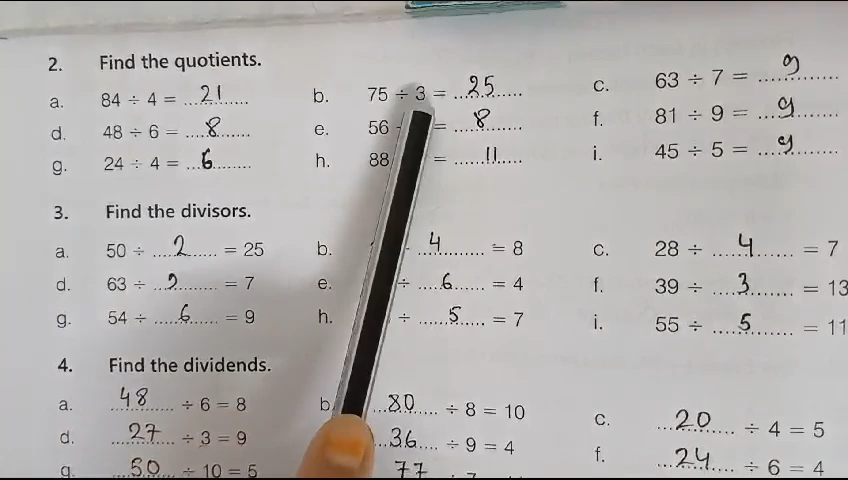 2. Find the quotients.
a. 84 ÷ 4 = 21 b. 75 ÷ 3 = 25 c. 63 ÷ 7 = 9
d. 48 ÷ 6 = 8 e. 56 = 8 f. 81 ÷ 9 = 9
g. 24 ÷ 4 = 6 h. 88 = 11 i. 45 ÷ 5 = 9
3. Find the divisors.
a. 50 ÷ 2 = 25 b. 4 = 8 c. 28 ÷ 4 = 7
d. 63 ÷ 9 = 7 e. ÷ 6 = 4 f. 39 ÷ 3 = 13
g. 54 ÷ 6 = 9 h. ÷ 5 = 7 i. 55 ÷ 5 = 11
4. Find the dividends.
a. 48 ÷ 6 = 8 b. 80 ÷ 8 = 10 c. 20 ÷ 4 = 5
d. 27 ÷ 3 = 9 36 ÷ 9 = 4 f. 24 ÷ 6 = 4
g. 50 ÷ 10 = 5 77